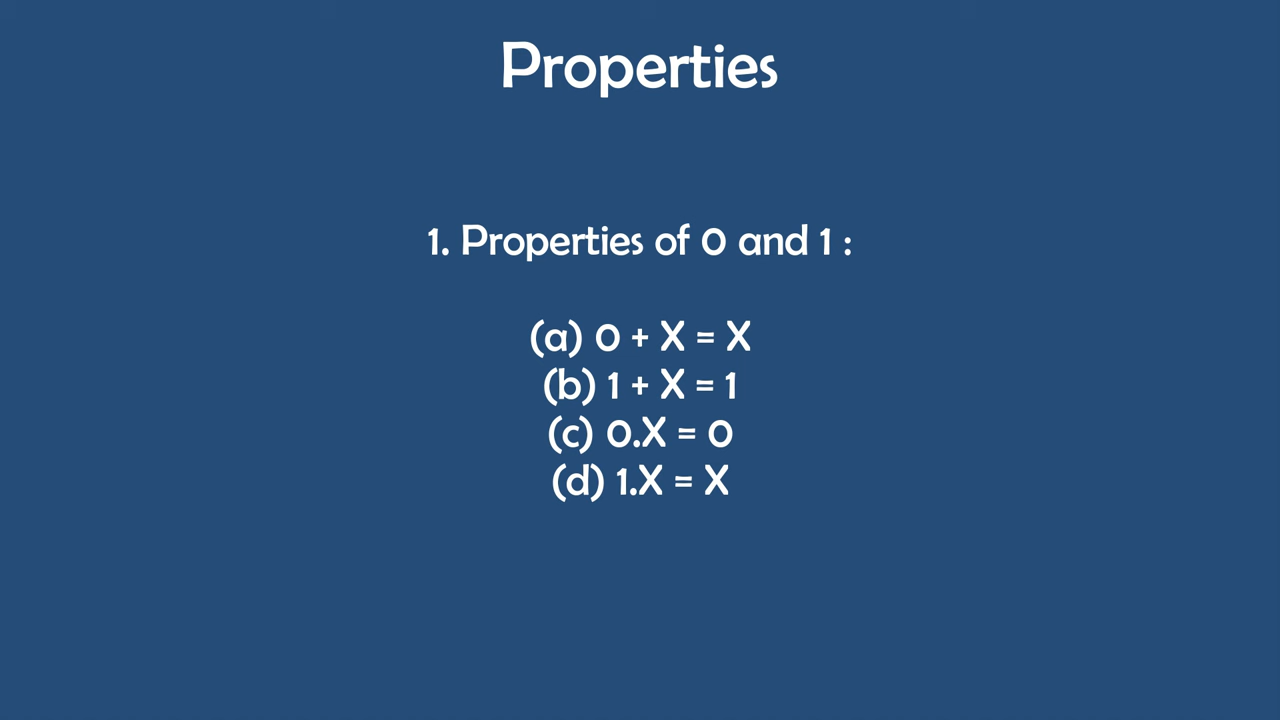 Properties
1. Properties of 0 and 1 :
(a) 0 + X = X
(b) 1 + X = 1
(c) 0.X = 0
(d) 1.X = X